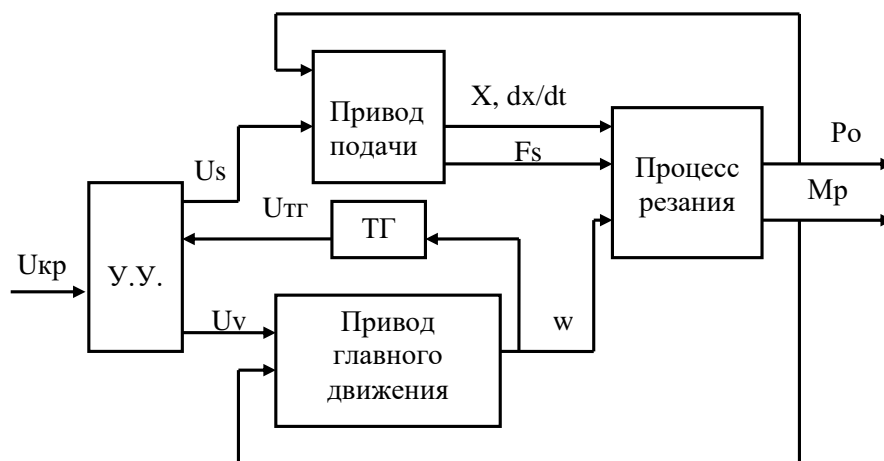 Привод
подачи
X, dx/dt
Fs
Процесс
резания
Po
Mp
Us
Uтг
ТГ
Uкр
У.У.
Uv
Привод
главного
движения
w